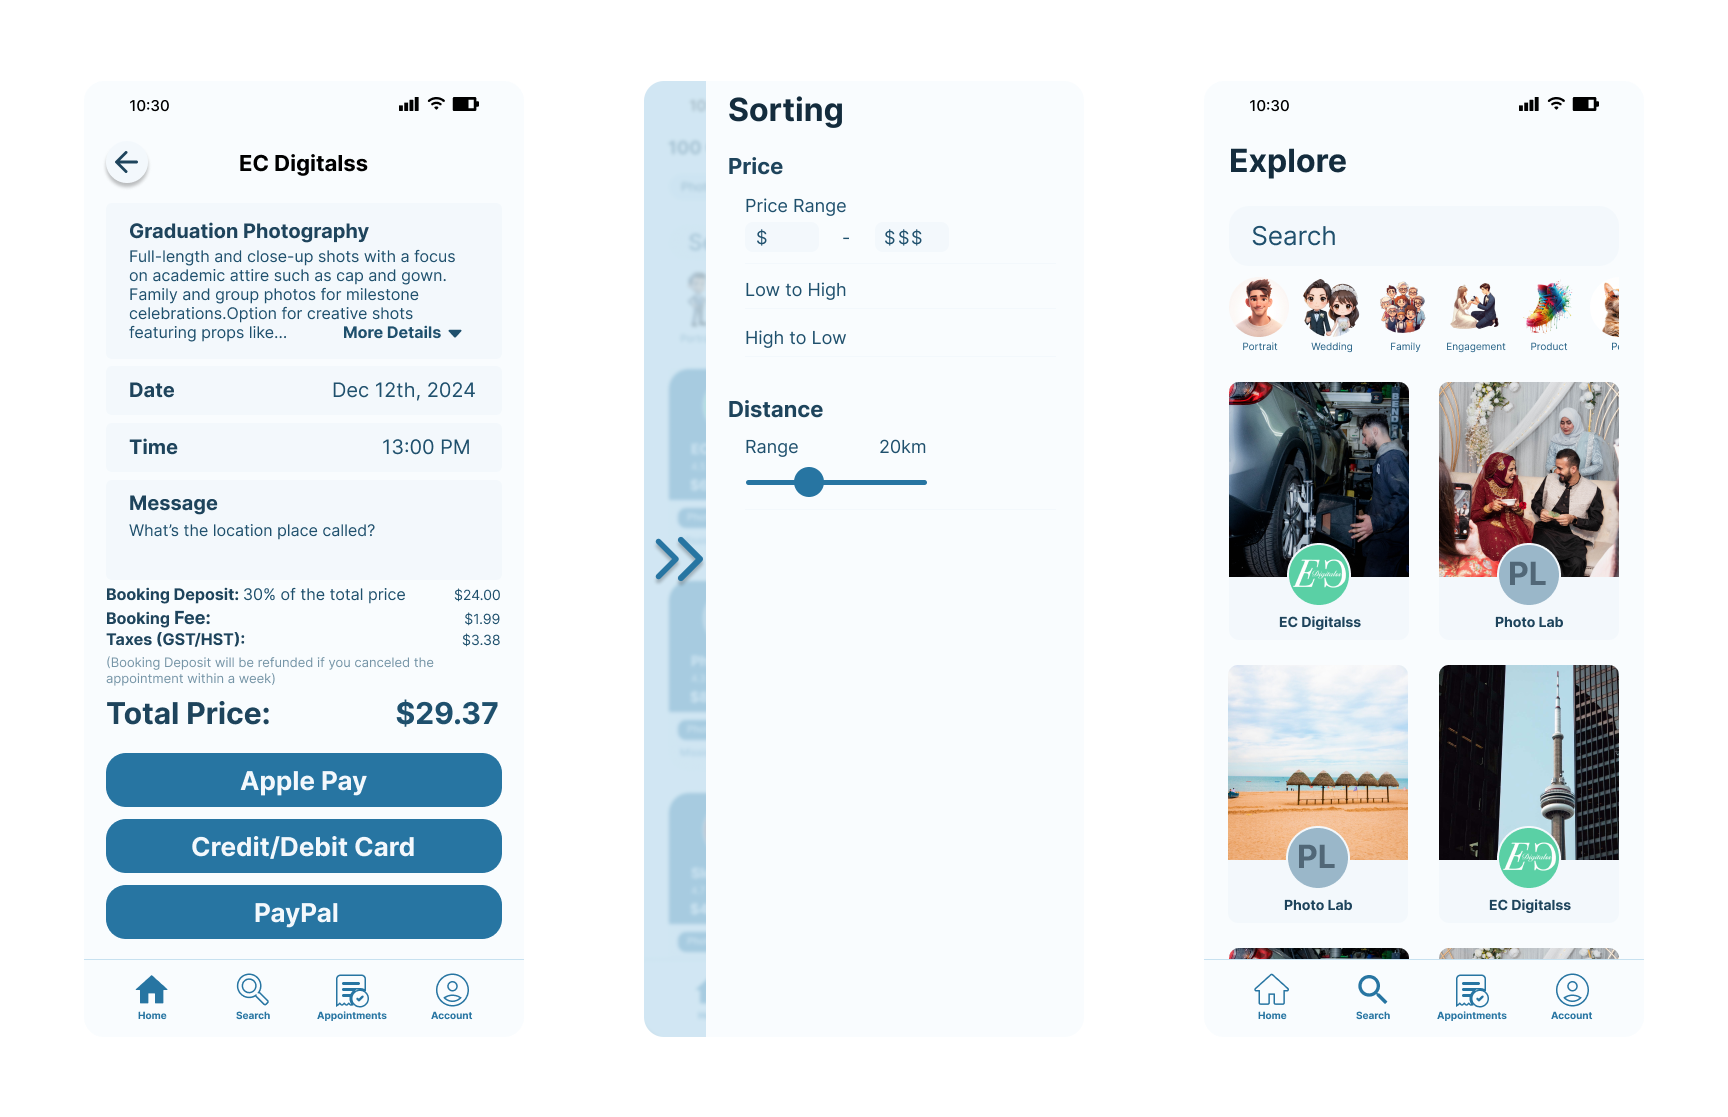 10:30
EC Digitalss
Graduation Photography
Full-length and close-up shots with a focus
on academic attire such as cap and gown.
Family and group photos for milestone
celebrations.Option for creative shots
featuring props like... More Details
Date Dec 12th, 2024
Time 13:00 PM
Message
What's the location place called?
Booking Deposit: 30% of the total price $24.00
Booking Fee: $1.99
Taxes (GST/HST): $3.38
(Booking Deposit will be refunded if you canceled the
appointment within a week)
Total Price: $29.37
Apple Pay
Credit/Debit Card
PayPal
Home Search Appointments Account
10
100
Sorting
Price
Price Range
$ - $$$
Low to High
High to Low
Distance
Range 20km
10:30
Explore
Search
Portrait Wedding Family Engagement Product
EC Digitalss
PL
Photo Lab
PL
Photo Lab
EC Digitalss
Home Search Appointments Account